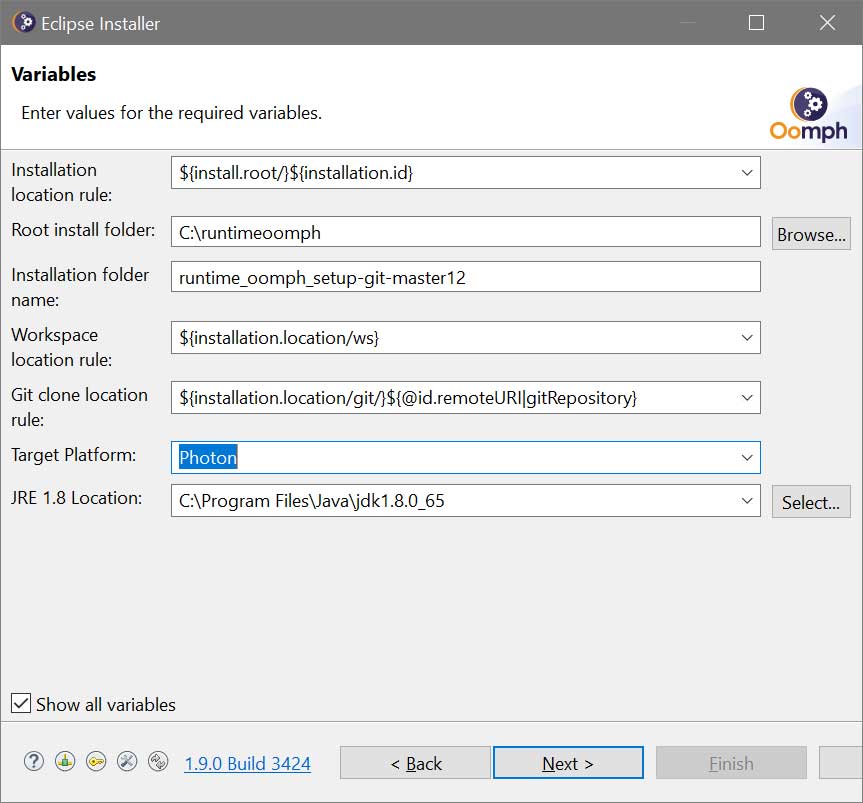 Eclipse Installer
Variables
Enter values for the required variables.
Oomph
Installation
location rule:
${install.root/}${installation.id}
Root install folder:
C:\runtimeoomph
Browse...
Installation folder
name:
runtime_oomph_setup-git-master12
Workspace
location rule:
${installation.location/ws}
Git clone location
rule:
${installation.location/git/}${@id.remoteURI|gitRepository}
Target Platform:
Photon
JRE 1.8 Location:
C:\Program Files\Java\jdk1.8.0_65
Select...
Show all variables
?
1.9.0 Build 3424
< Back
Next >
Finish